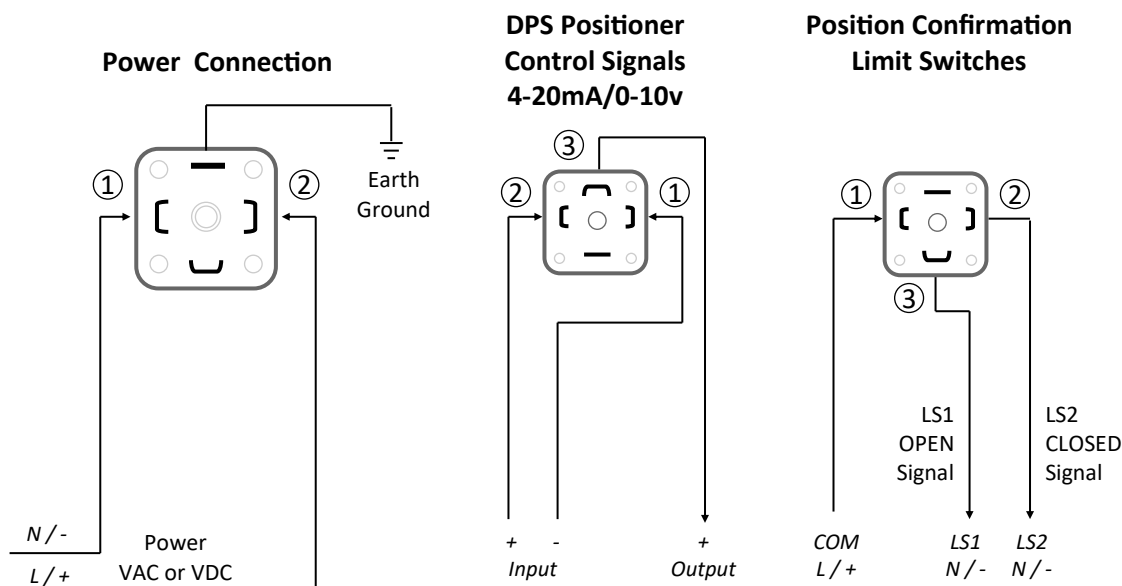 Power Connection
①
②
Earth
Ground
N / -
L / +
Power
VAC or VDC
DPS Positioner
Control Signals
4-20mA/0-10v
③
②
①
+
-
Input
+
Output
Position Confirmation
Limit Switches
①
②
③
LS1
OPEN
Signal
LS2
CLOSED
Signal
COM
L / +
LS1
N / -
LS2
N / -